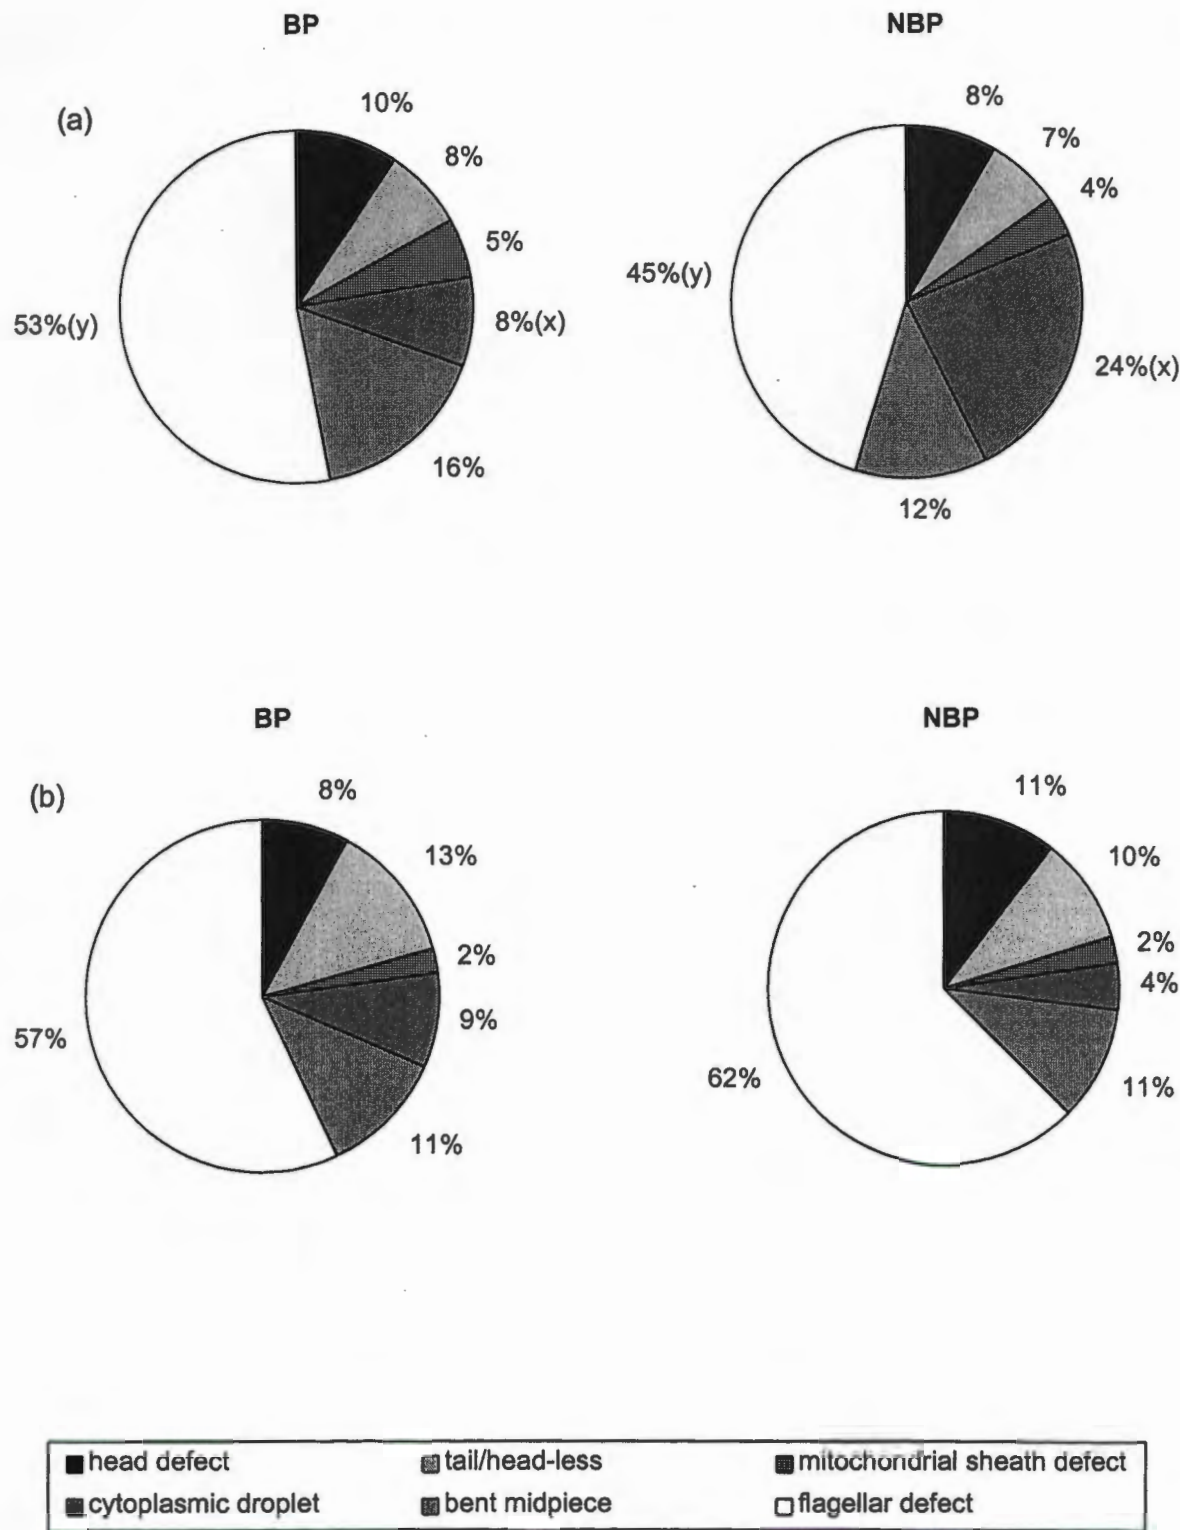 BP NBP
(a)
10%
8%
5%
8%(x)
16%
53%(y)
8%
7%
4%
24%(x)
12%
45%(y)
BP NBP
(b)
8%
13%
2%
9%
11%
57%
11%
10%
2%
4%
11%
62%
head defect tail/head-less mitochondrial sheath defect
cytoplasmic droplet bent midpiece flagellar defect